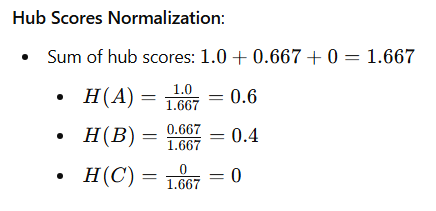 Hub Scores Normalization:
• Sum of hub scores: 1.0 + 0.667 + 0 = 1.667
• H(A) = 1.0/1.667 = 0.6
• H(B) = 0.667/1.667 = 0.4
• H(C) = 0/1.667 = 0